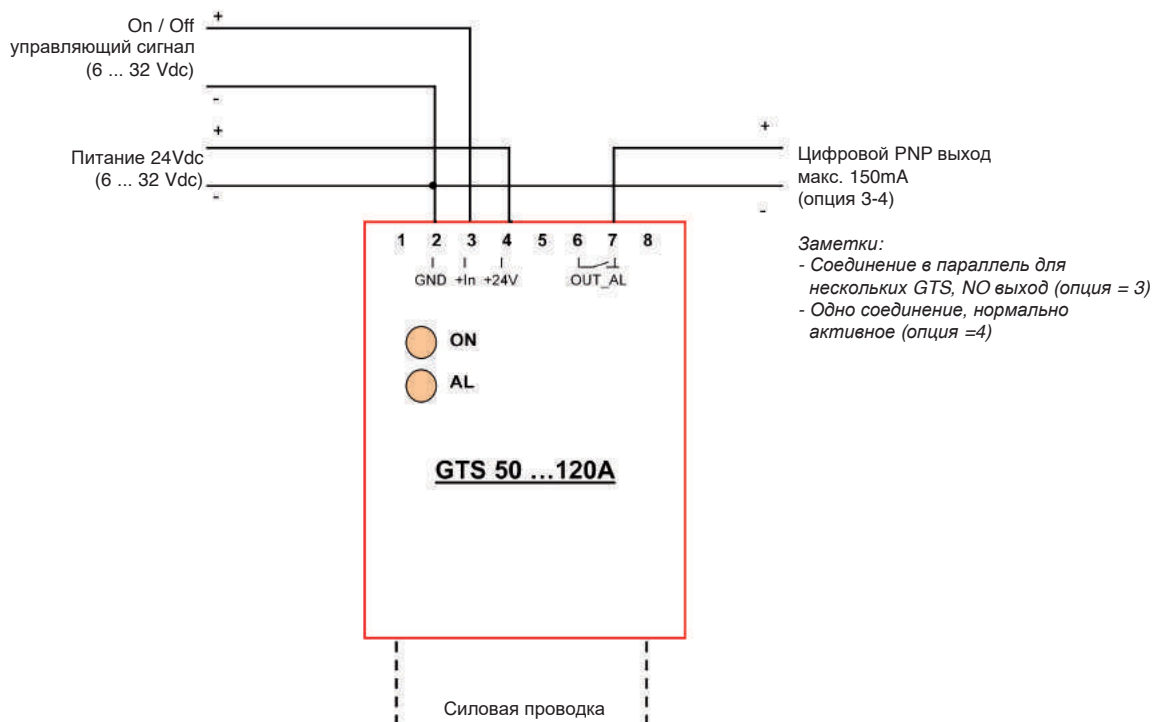 On / Off
управляющий сигнал
(6 ... 32 Vdc)
+
-
+
Питание 24Vdc
(6 ... 32 Vdc)
-
+
Цифровой PNP выход
макс. 150mA
(опция 3-4)
-
Заметки:
- Соединение в параллель для
нескольких GTS, NO выход (опция = 3)
- Одно соединение, нормально
активное (опция =4)
1 2 3 4 5 6 7 8
GND +In +24V OUT_AL
ON
AL
GTS 50 ...120A
Силовая проводка